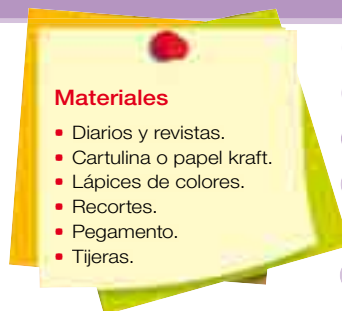 Materiales
• Diarios y revistas.
• Cartulina o papel kraft.
• Lápices de colores.
• Recortes.
• Pegamento.
• Tijeras.